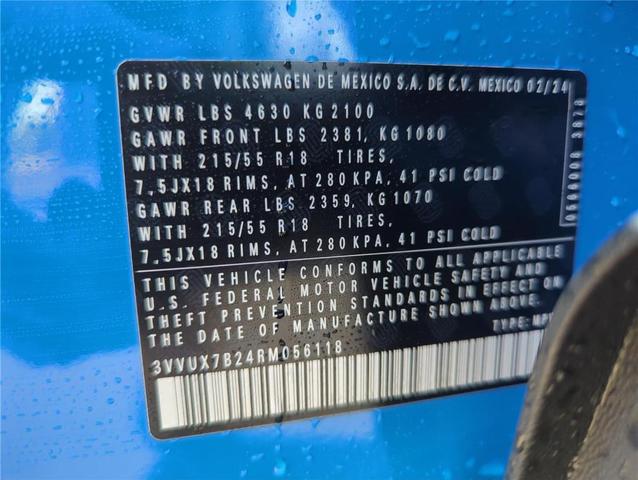 MFD BY VOLKSWAGEN DE MEXICO S.A. DE C.V. MEXICO 02/24
GVWR LBS 4630 KG 2100
GAWR FRONT LBS 2381, KG 1080
WITH 215/55 R18 TIRES,
7,5JX18 RIMS, AT 280 KPA, 41 PSI COLD
GAWR REAR LBS 2359, KG 1070
WITH 215/55 R18 TIRES,
7,5JX18 RIMS, AT 280 KPA, 41 PSI COLD
THIS VEHICLE CONFORMS TO ALL APPLICABLE
U.S. FEDERAL MOTOR VEHICLE SAFETY AND
THEFT PREVENTION STANDARDS IN EFFECT ON
THE DATE OF MANUFACTURE SHOWN ABOVE.
TYPE:
3VVUX7B24RM056118